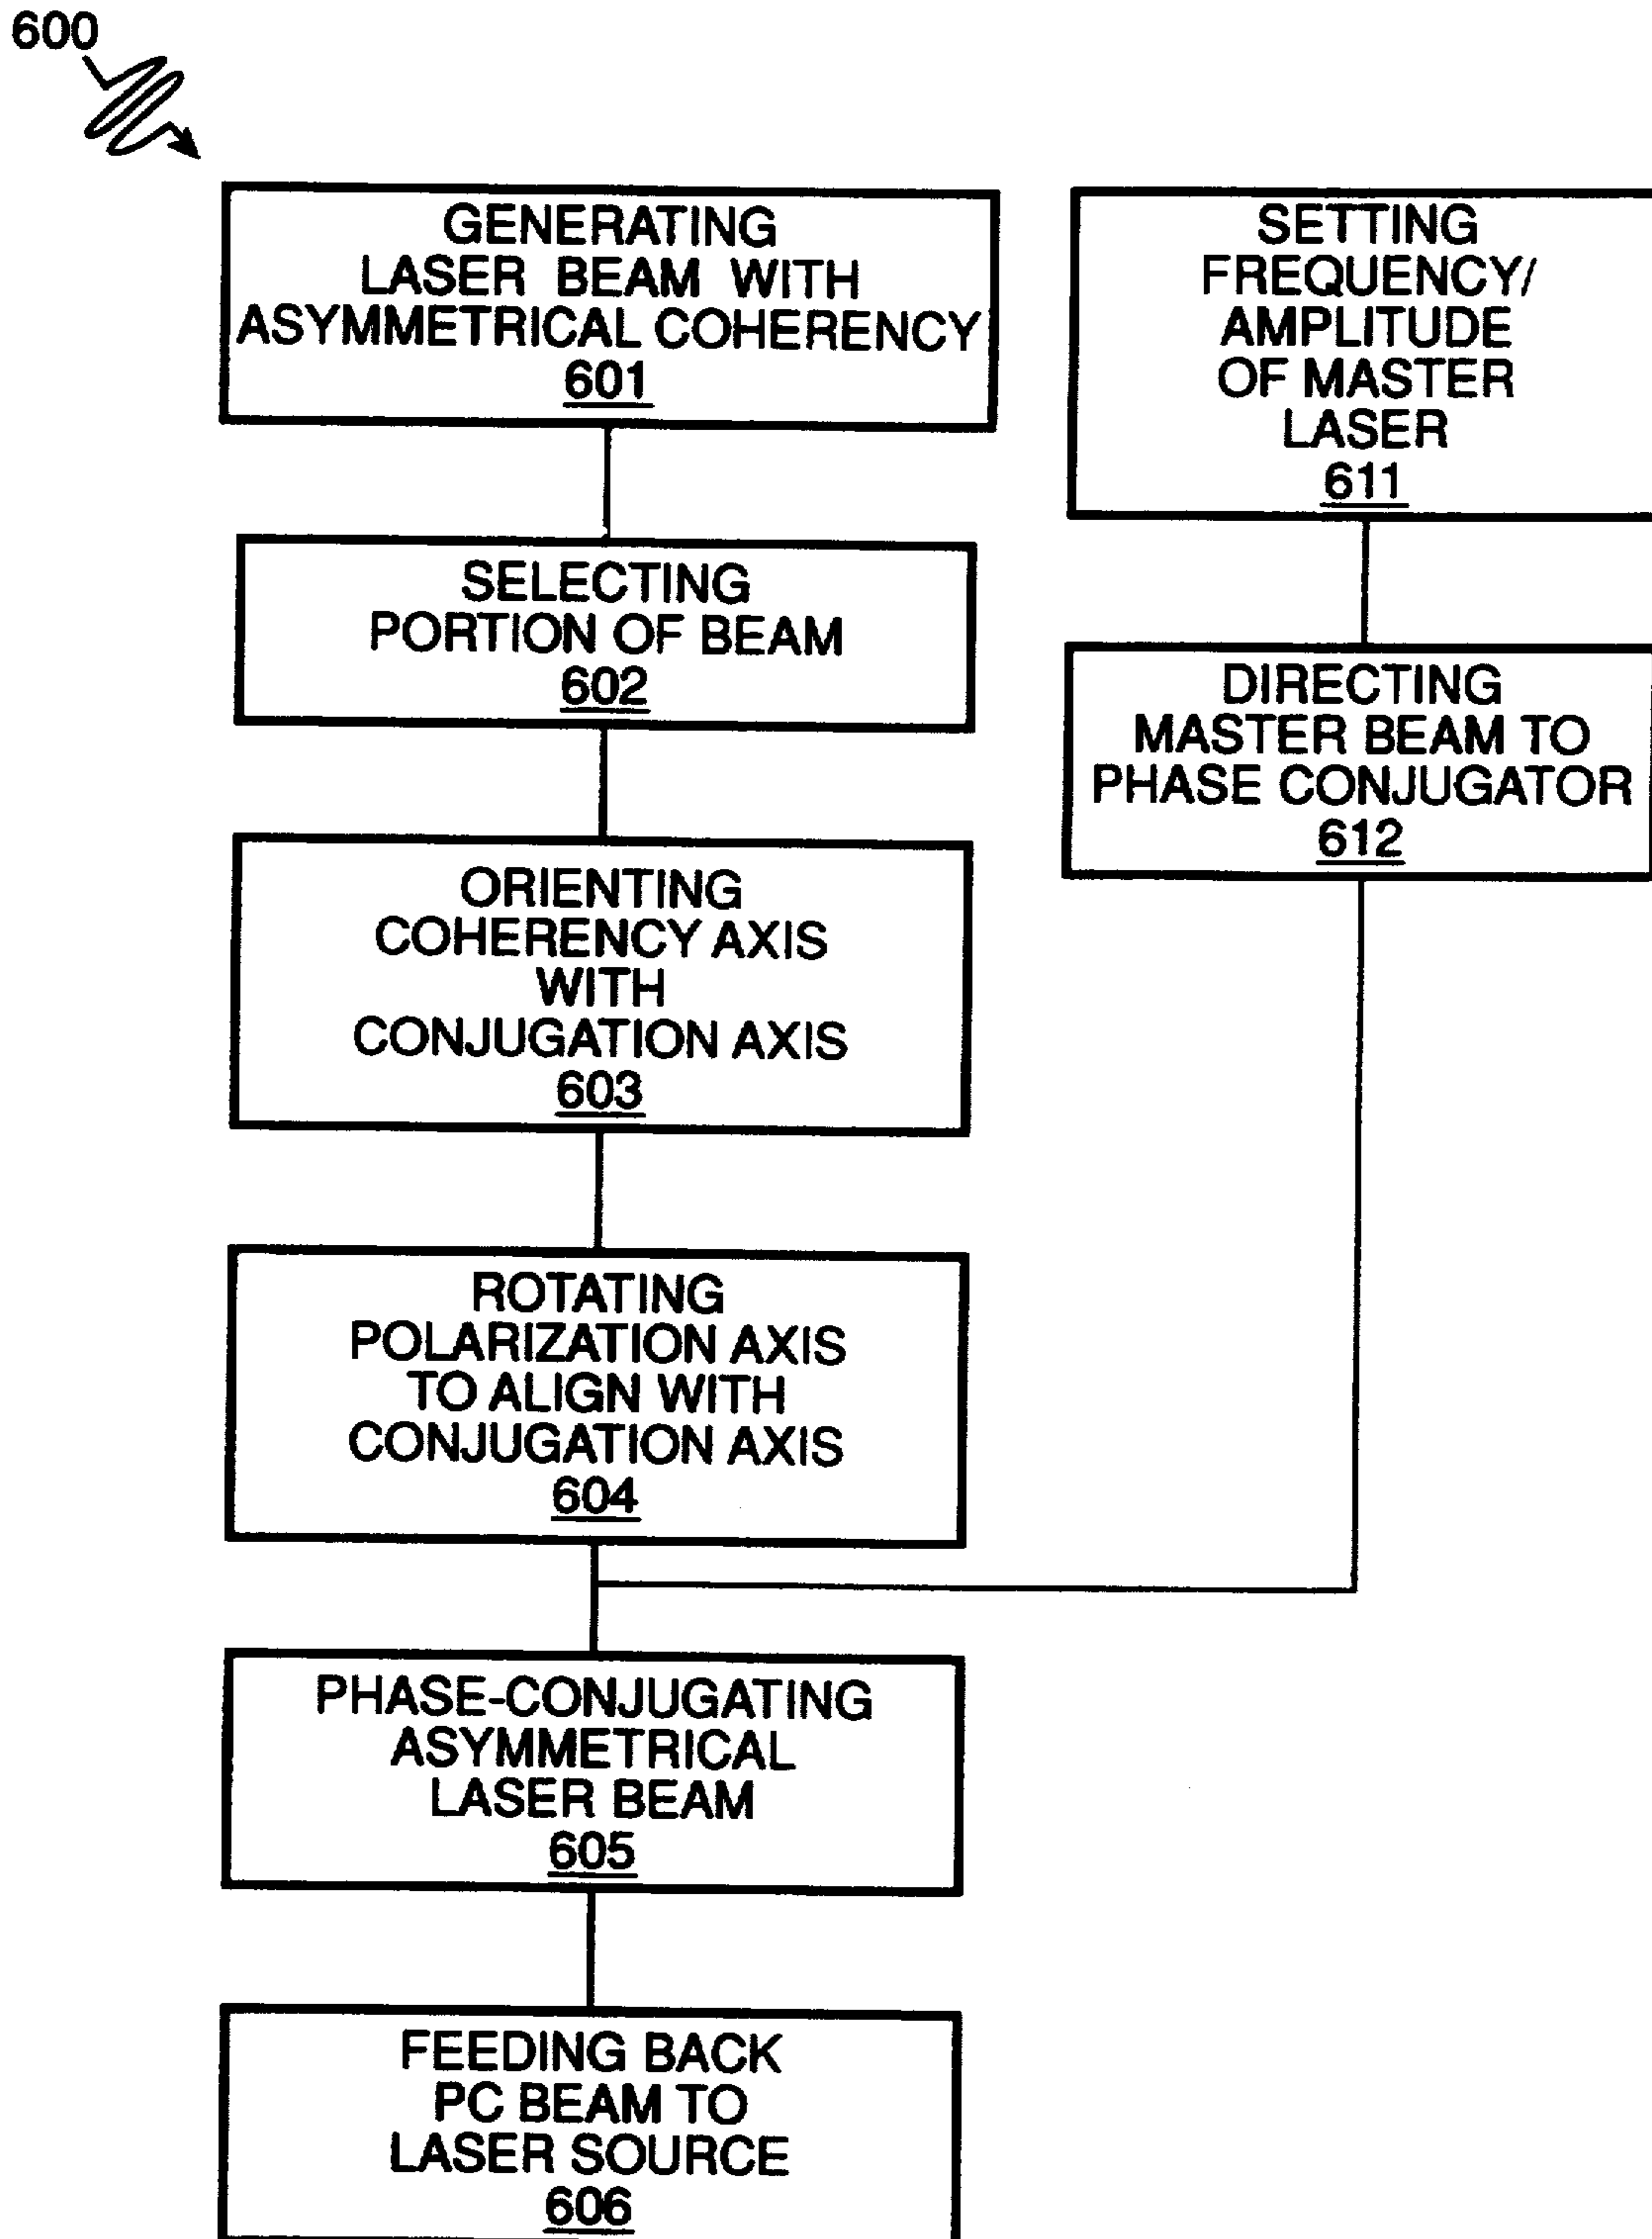 600
GENERATING
LASER BEAM WITH
ASYMMETRICAL COHERENCY
601
SELECTING
PORTION OF BEAM
602
ORIENTING
COHERENCY AXIS
WITH
CONJUGATION AXIS
603
ROTATING
POLARIZATION AXIS
TO ALIGN WITH
CONJUGATION AXIS
604
PHASE-CONJUGATING
ASYMMETRICAL
LASER BEAM
605
FEEDING BACK
PC BEAM TO
LASER SOURCE
606
SETTING
FREQUENCY/
AMPLITUDE
OF MASTER
LASER
611
DIRECTING
MASTER BEAM TO
PHASE CONJUGATOR
612